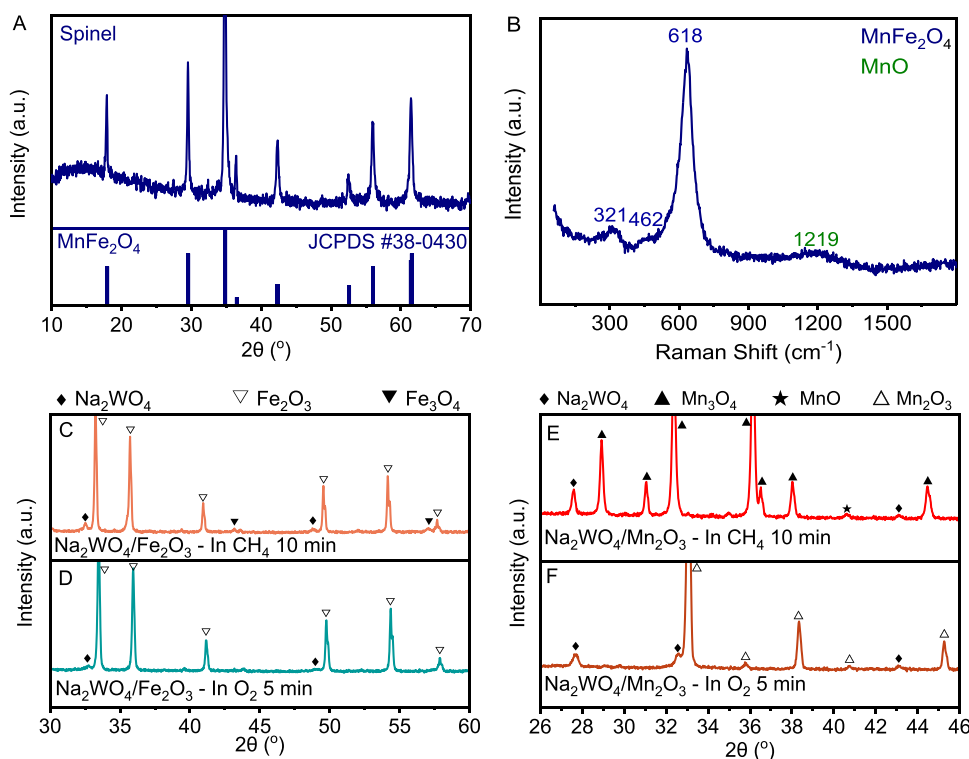 A
Spinel
Intensity (a.u.)
MnFe₂O₄
JCPDS #38-0430
10 20 30 40 50 60 70
2θ (°)
B
618
MnFe₂O₄
MnO
321
462
1219
Intensity (a.u.)
300 600 900 1200 1500
Raman Shift (cm⁻¹)
♦ Na₂WO₄ ▽ Fe₂O₃ ▼ Fe₃O₄
C
Na₂WO₄/Fe₂O₃ - In CH₄ 10 min
D
Na₂WO₄/Fe₂O₃ - In O₂ 5 min
Intensity (a.u.)
30 35 40 45 50 55 60
2θ (°)
♦ Na₂WO₄ ▲ Mn₃O₄ ★ MnO △ Mn₂O₃
E
Na₂WO₄/Mn₂O₃ - In CH₄ 10 min
F
Na₂WO₄/Mn₂O₃ - In O₂ 5 min
Intensity (a.u.)
26 28 30 32 34 36 38 40 42 44 46
2θ (°)